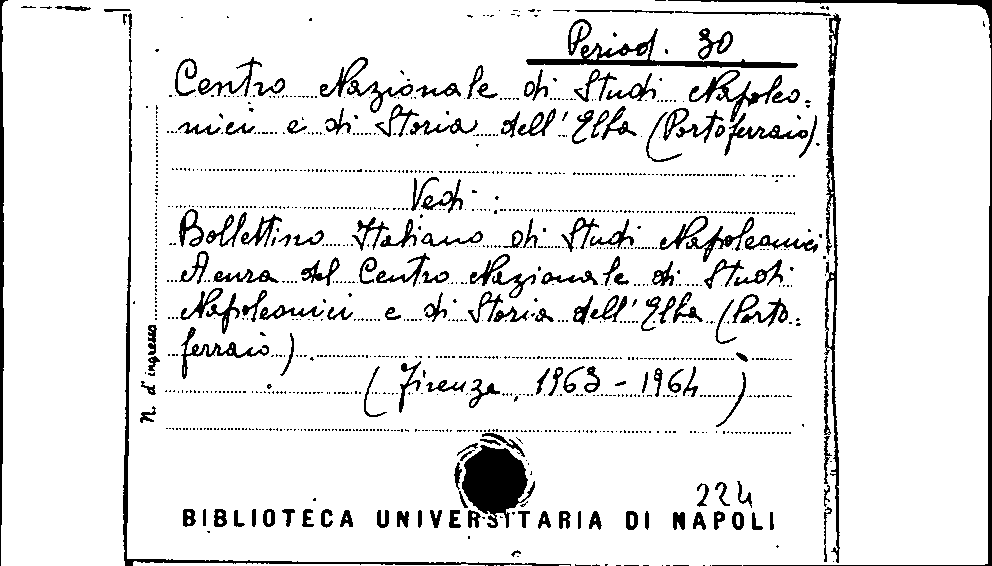 Period. 30
Centro Nazionale di Studi Napoleo=
nici e di Storia dell'Elba (Portoferraio).
Vedi :
Bollettino Italiano di Studi Napoleonici
A cura del Centro Nazionale di Studi
Napoleonici e di Storia dell'Elba (Porto=
ferraio).
(Firenze, 1963 - 1964)
N. d'ingresso
224
BIBLIOTECA UNIVERSITARIA DI NAPOLI